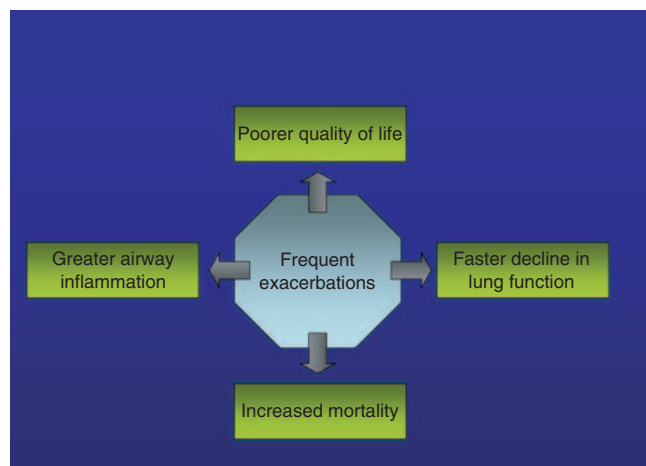 Poorer quality of life
Greater airway
inflammation
Frequent
exacerbations
Faster decline in
lung function
Increased mortality